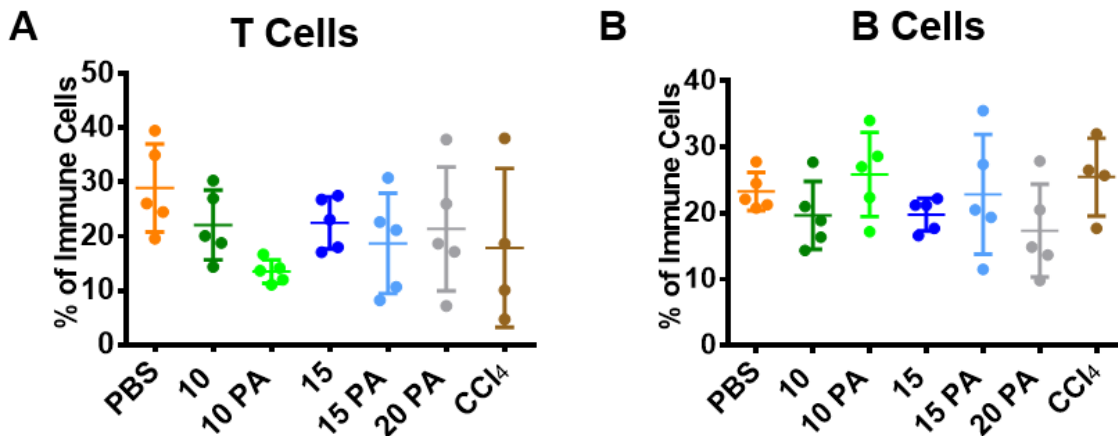 A
T Cells
% of Immune Cells
50
40
30
20
10
0
PBS
10
10 PA
15
15 PA
20 PA
CCl₄
B
B Cells
% of Immune Cells
40
30
20
10
0
PBS
10
10 PA
15
15 PA
20 PA
CCl₄